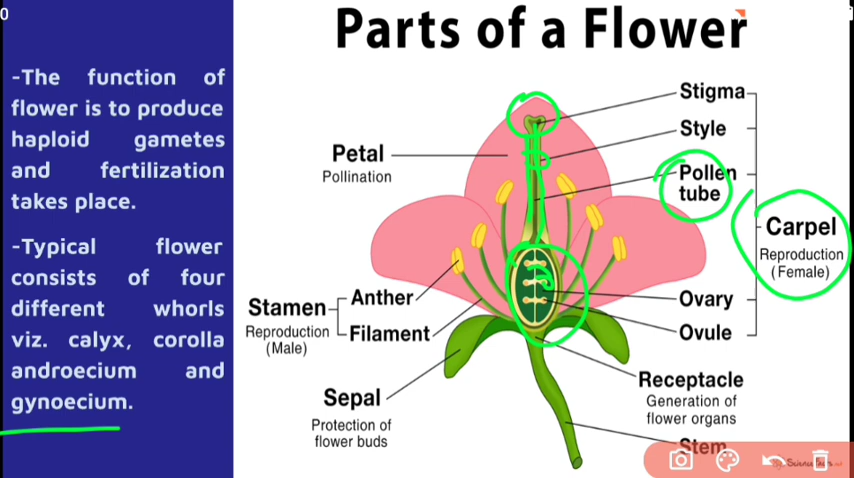 0
Parts of a Flower
-The function of
flower is to produce
haploid gametes
and fertilization
takes place.
-Typical flower
consists of four
different whorls
viz. calyx, corolla
androecium and
gynoecium.
Petal
Pollination
Stigma
Style
Pollen
tube
Carpel
Reproduction
(Female)
Stamen
Reproduction
(Male)
Anther
Filament
Ovary
Ovule
Sepal
Protection of
flower buds
Receptacle
Generation of
flower organs
Stem